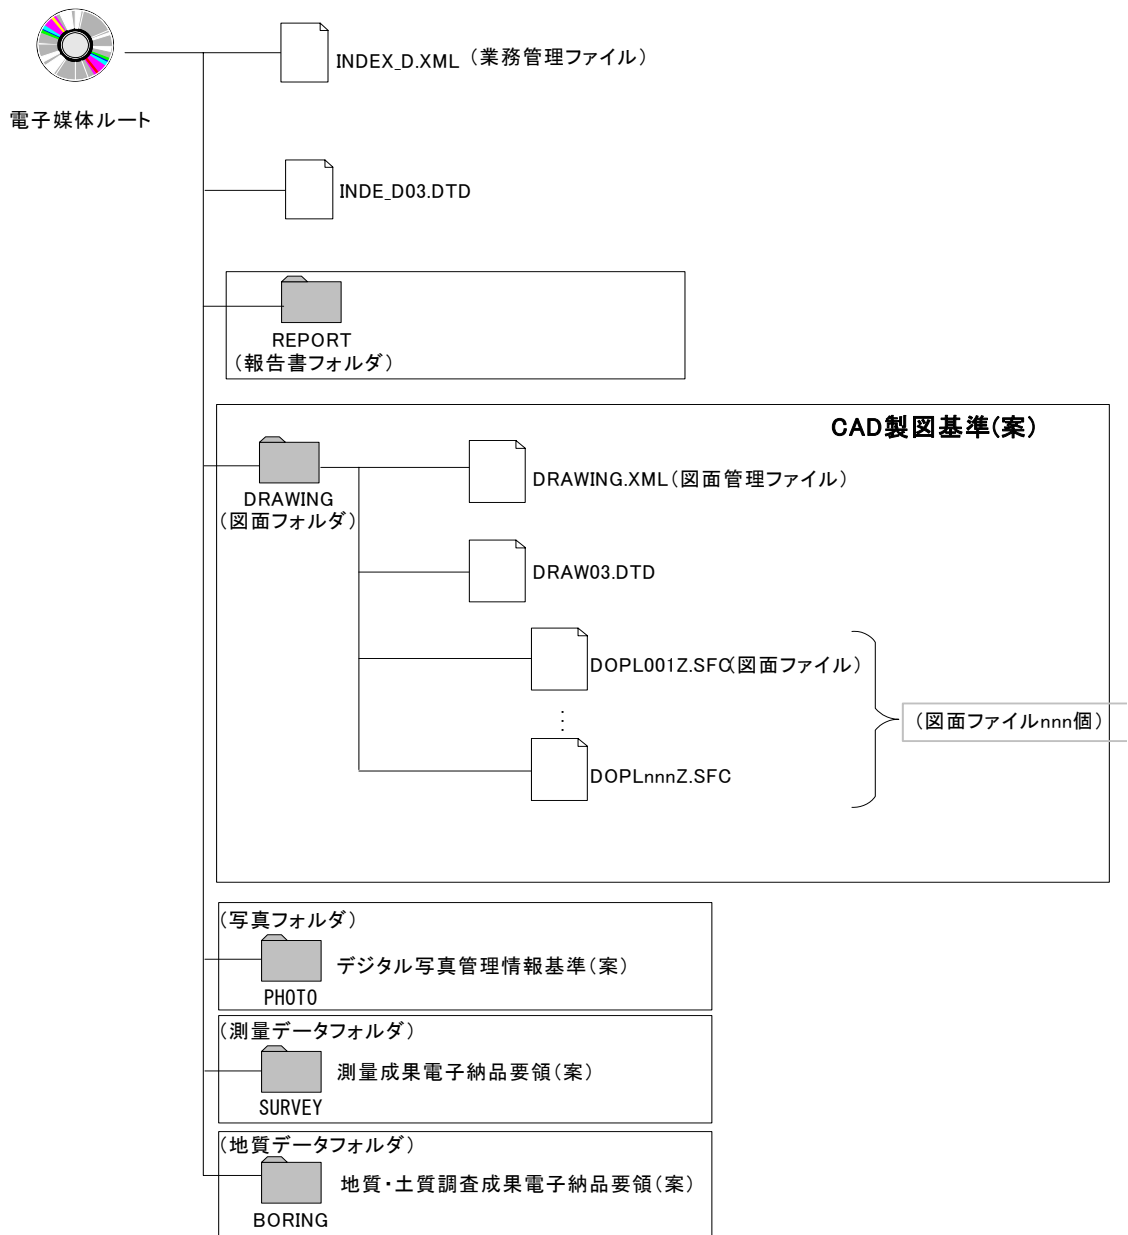 INDEX_D.XML（業務管理ファイル）
電子媒体ルート
INDE_D03.DTD
REPORT
（報告書フォルダ）
CAD製図基準(案)
DRAWING.XML（図面管理ファイル）
DRAWING
（図面フォルダ）
DRAW03.DTD
DOPL001Z.SFC（図面ファイル）
⋮
（図面ファイルnnn個）
DOPLnnnZ.SFC
（写真フォルダ）
デジタル写真管理情報基準（案）
PHOTO
（測量データフォルダ）
測量成果電子納品要領（案）
SURVEY
（地質データフォルダ）
地質・土質調査成果電子納品要領（案）
BORING